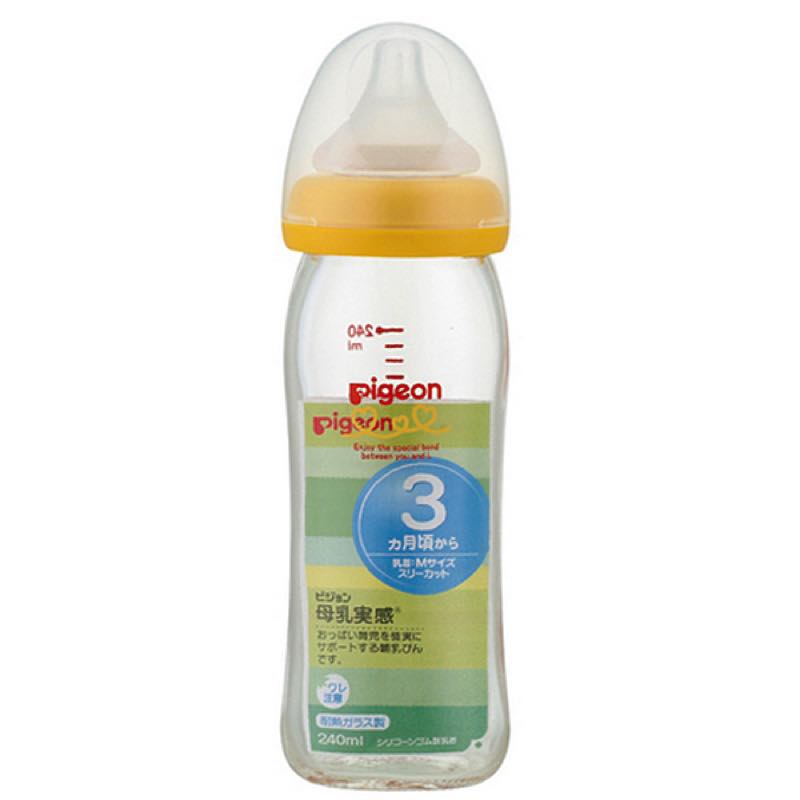 240
ml
pigeon
pigeon
Enjoy the special bond
between you and I.
3
カ月頃から
乳首:Mサイズ
スリーカット
ピジョン
母乳実感®
おっぱい育児を確実に
サポートする哺乳びん
です。
ワレ
注意
耐熱ガラス製
240ml シリコーンゴム製乳首